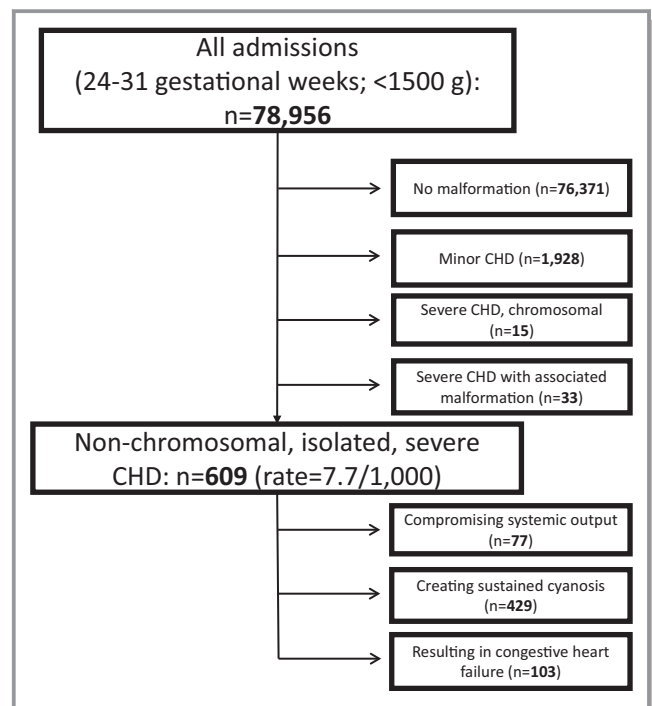 All admissions
(24-31 gestational weeks; <1500 g):
n=78,956
No malformation (n=76,371)
Minor CHD (n=1,928)
Severe CHD, chromosomal
(n=15)
Severe CHD with associated
malformation (n=33)
Non-chromosomal, isolated, severe
CHD: n=609 (rate=7.7/1,000)
Compromising systemic output
(n=77)
Creating sustained cyanosis
(n=429)
Resulting in congestive heart
failure (n=103)